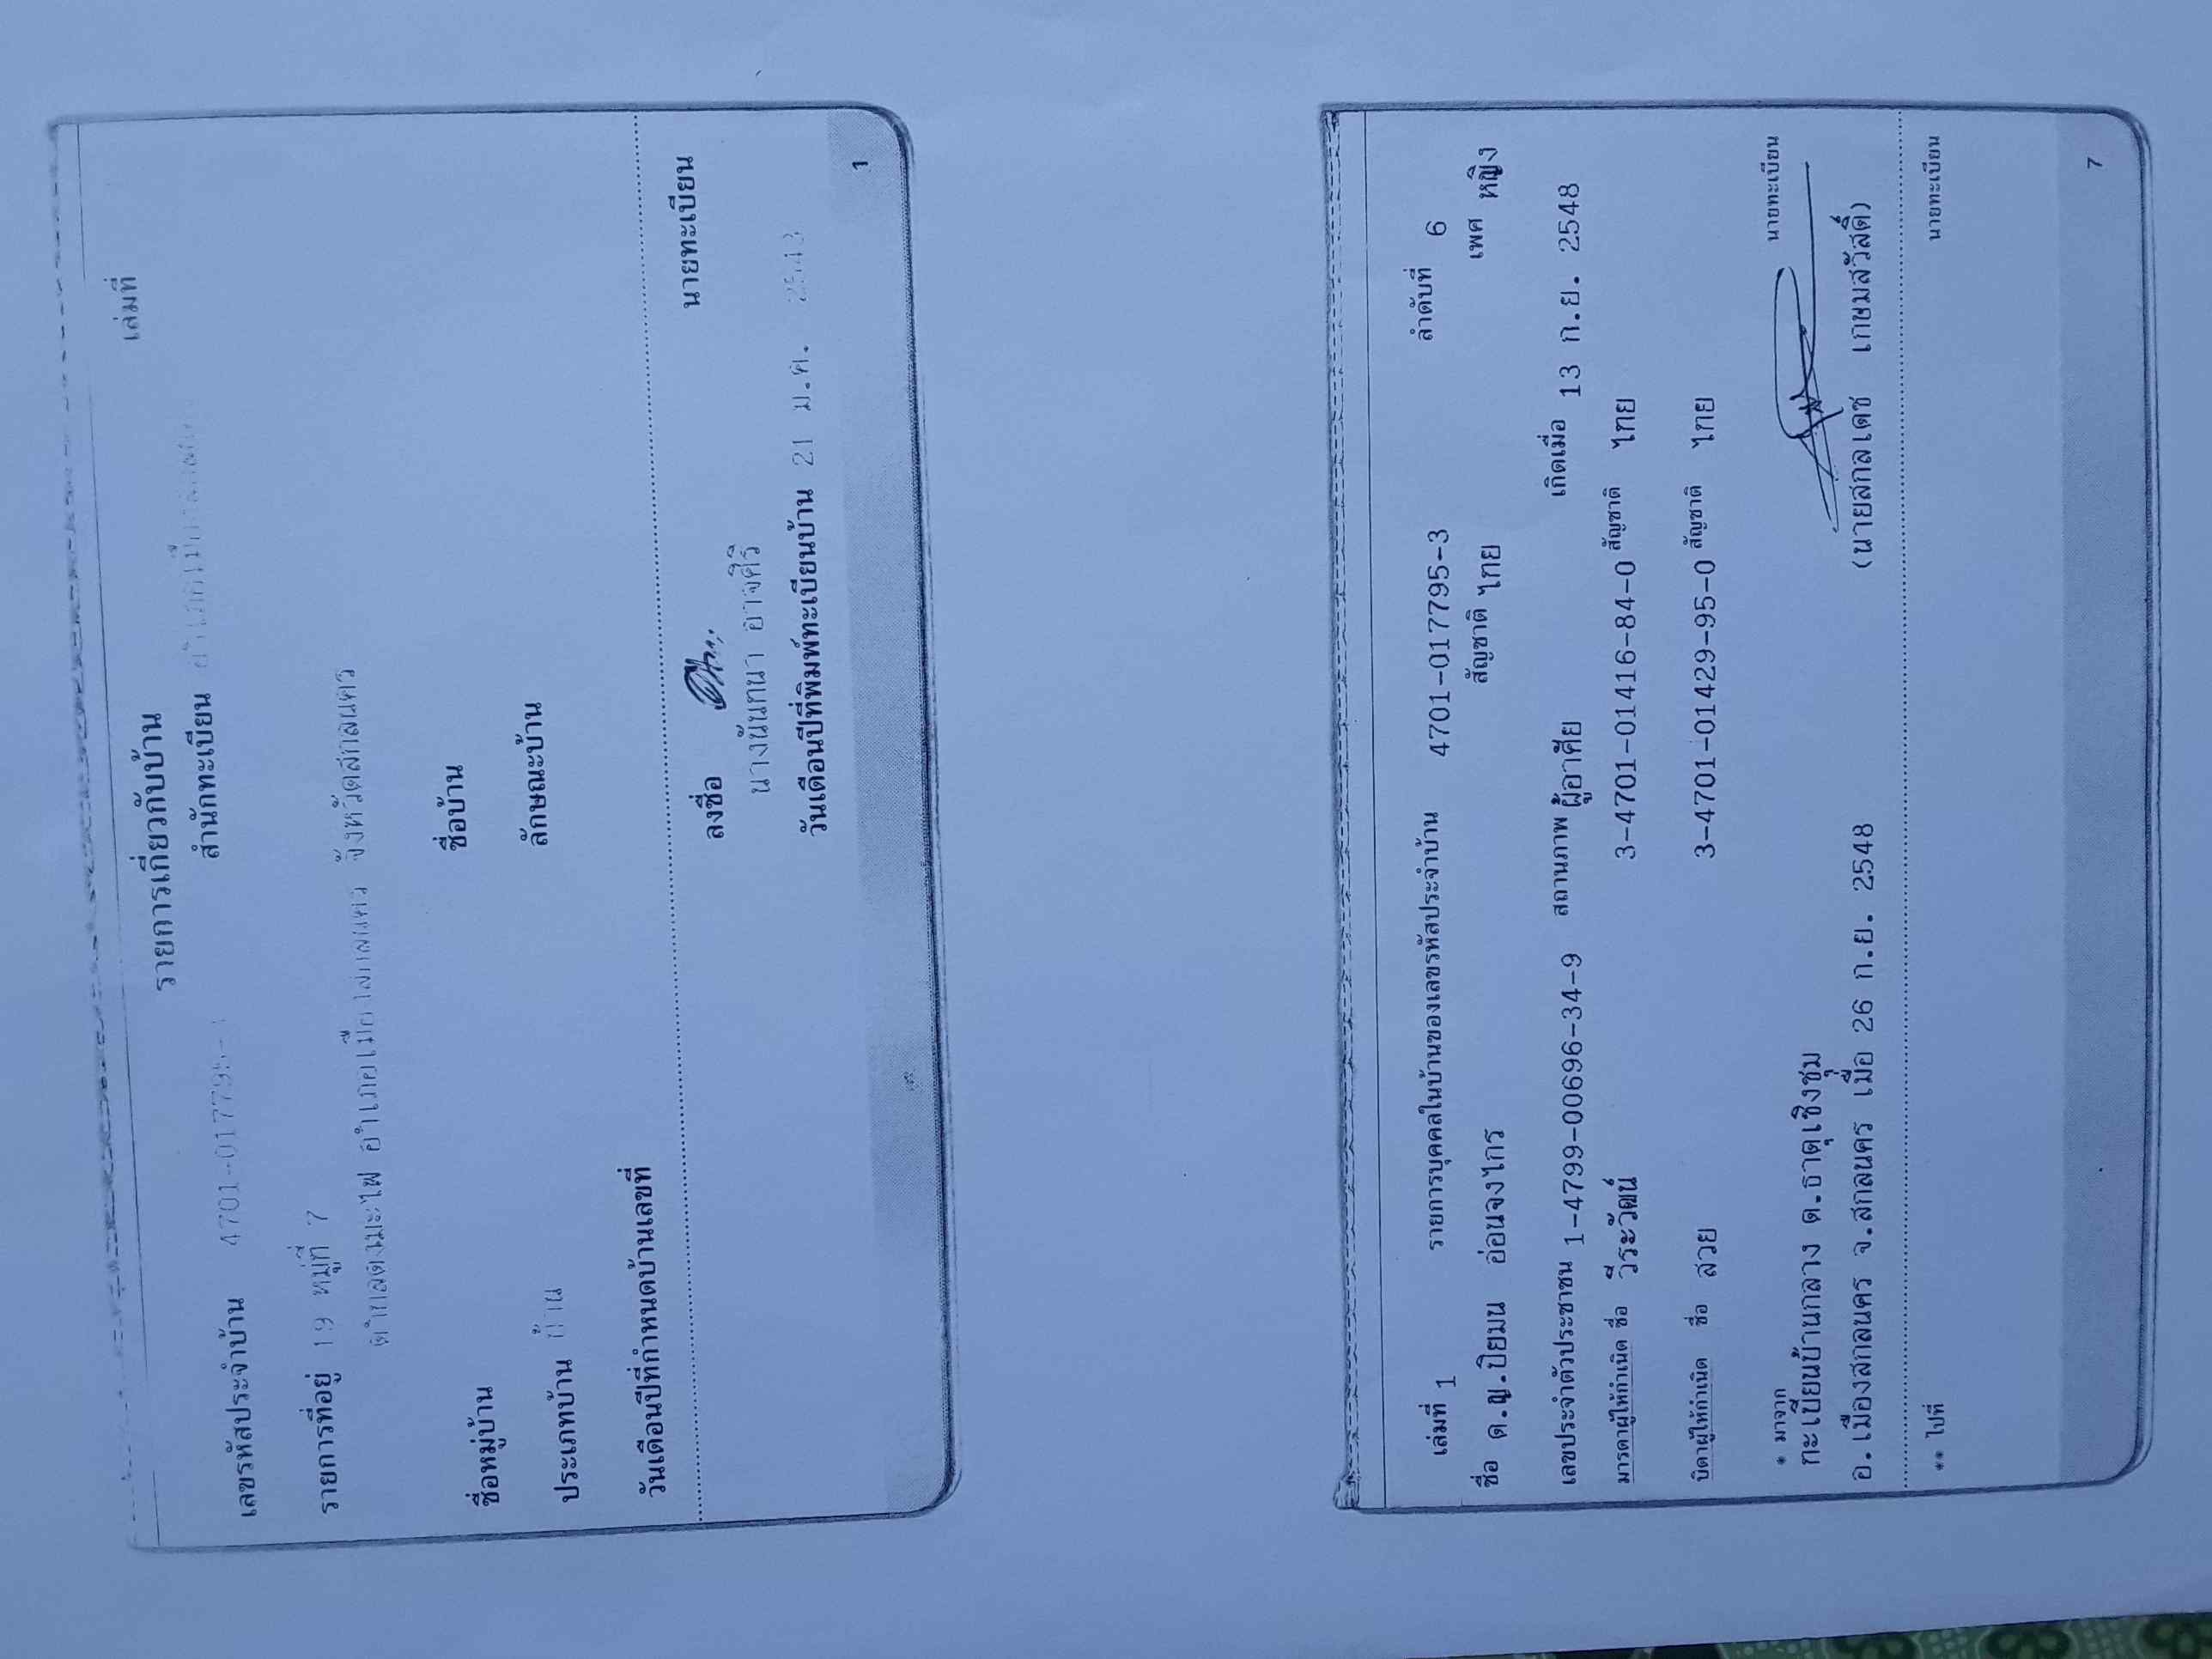 เล่มที่
รายการเกี่ยวกับบ้าน
เลขรหัสประจำบ้าน 4701-017795- สำนักทะเบียน
รายการที่อยู่ 19 หมู่ที่ 7
ตำบลดงมะไฟ อำเภอเมืองสกลนคร จังหวัดสกลนคร
ชื่อหมู่บ้าน ชื่อบ้าน
ประเภทบ้าน บ้าน ลักษณะบ้าน
วันเดือนปีที่กำหนดบ้านเลขที่
ลงชื่อ นายทะเบียน
นางนันทนา อาจศิริ
วันเดือนปีที่พิมพ์ทะเบียนบ้าน 21 ม.ค. 2543
1
เล่มที่ 1 รายการบุคคลในบ้านของเลขรหัสประจำบ้าน 4701-017795-3 ลำดับที่ 6
ชื่อ ด.ญ.ปิยมน อ่อนจงไกร สัญชาติ ไทย เพศ หญิง
เลขประจำตัวประชาชน 1-4799-00696-34-9 สถานภาพ ผู้อาศัย เกิดเมื่อ 13 ก.ย. 2548
มารดาผู้ให้กำเนิด ชื่อ วีระวัฒน์ 3-4701-01416-84-0 สัญชาติ ไทย
บิดาผู้ให้กำเนิด ชื่อ สวย 3-4701-01429-95-0 สัญชาติ ไทย
* มาจาก
ทะเบียนบ้านกลาง ต.ธาตุเชิงชุม
นายทะเบียน
อ.เมืองสกลนคร จ.สกลนคร เมื่อ 26 ก.ย. 2548 (นายสกลเดช เกษมสวัสดิ์)
** ไปที่ นายทะเบียน
7